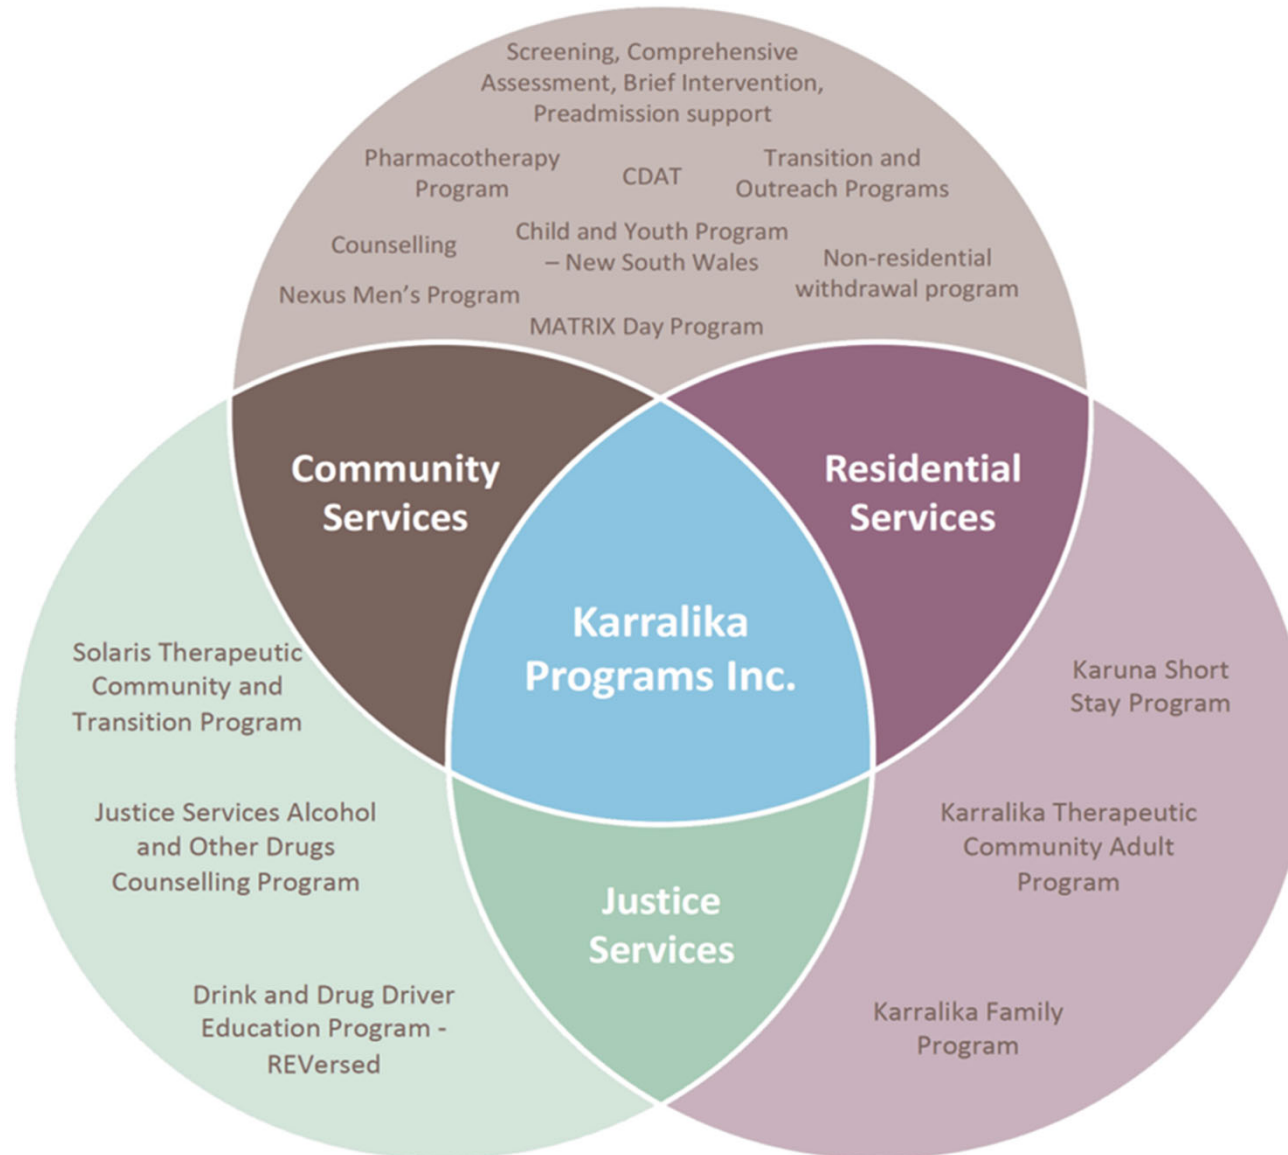 Screening, Comprehensive
Assessment, Brief Intervention,
Preadmission support
Pharmacotherapy
Program
CDAT
Transition and
Outreach Programs
Counselling
Child and Youth Program
– New South Wales
Non-residential
withdrawal program
Nexus Men’s Program
MATRIX Day Program
Community
Services
Residential
Services
Karralika
Programs Inc.
Solaris Therapeutic
Community and
Transition Program
Karuna Short
Stay Program
Justice Services Alcohol
and Other Drugs
Counselling Program
Karralika Therapeutic
Community Adult
Program
Justice
Services
Drink and Drug Driver
Education Program -
REVersed
Karralika Family
Program